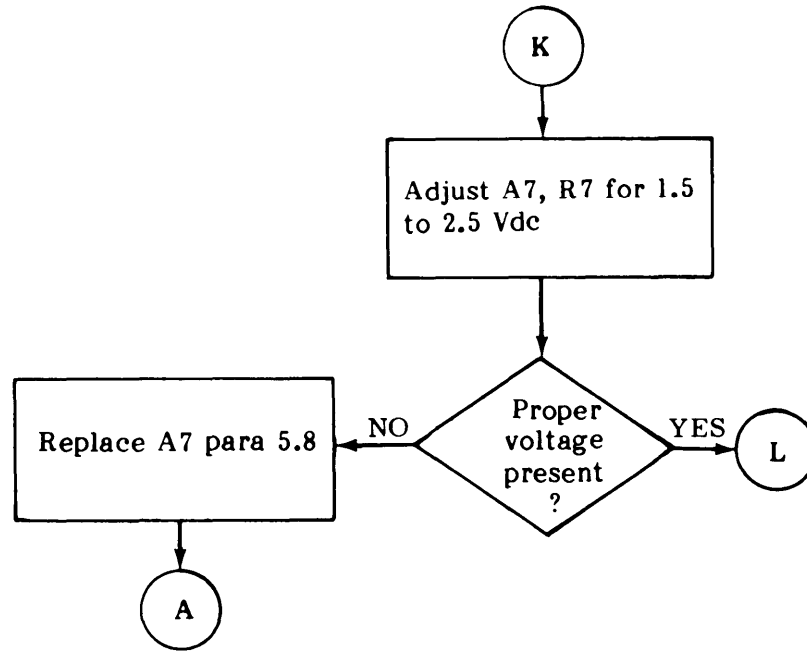 K
Adjust A7, R7 for 1.5
to 2.5 Vdc
Proper
voltage
present
?
NO
YES
Replace A7 para 5.8
L
A